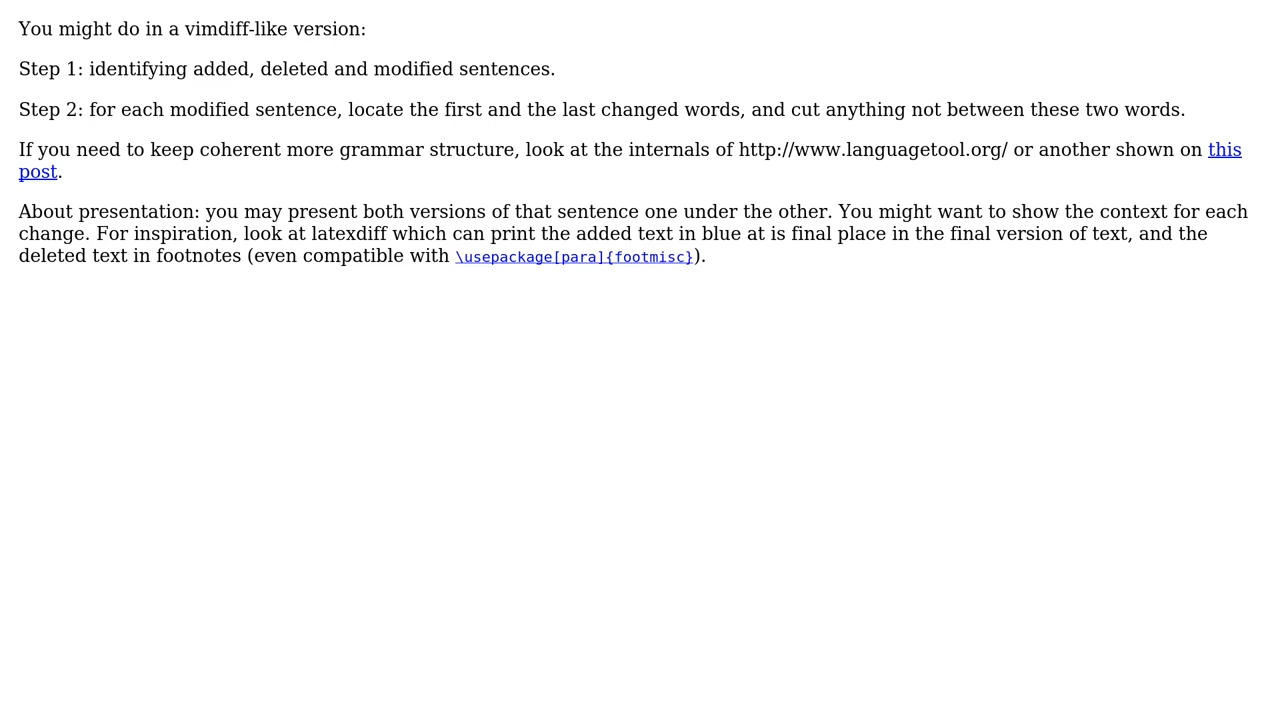 You might do in a vimdiff-like version:
Step 1: identifying added, deleted and modified sentences.
Step 2: for each modified sentence, locate the first and the last changed words, and cut anything not between these two words.
If you need to keep coherent more grammar structure, look at the internals of http://www.languagetool.org/ or another shown on this
post.
About presentation: you may present both versions of that sentence one under the other. You might want to show the context for each
change. For inspiration, look at latexdiff which can print the added text in blue at is final place in the final version of text, and the
deleted text in footnotes (even compatible with \usepackage[para]{footmisc}).